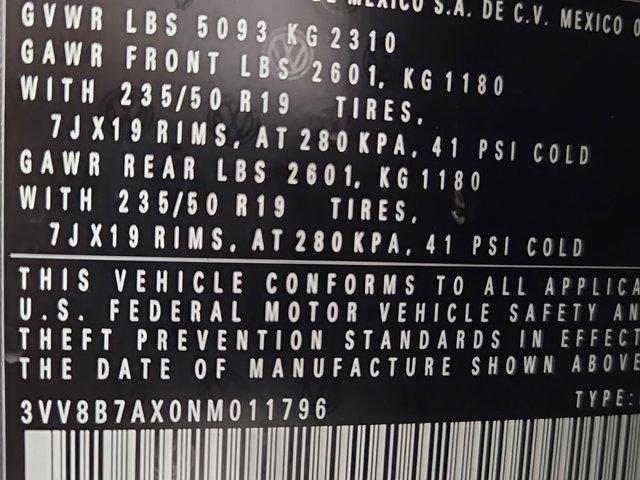 MEXICO S.A. DE C.V. MEXICO
GVWR LBS 5093 KG 2310
GAWR FRONT LBS 2601, KG 1180
WITH 235/50 R19 TIRES,
7JX19 RIMS, AT 280 KPA, 41 PSI COLD
GAWR REAR LBS 2601, KG 1180
WITH 235/50 R19 TIRES,
7JX19 RIMS, AT 280 KPA, 41 PSI COLD
THIS VEHICLE CONFORMS TO ALL APPLICA
U.S. FEDERAL MOTOR VEHICLE SAFETY AN
THEFT PREVENTION STANDARDS IN EFFECT
THE DATE OF MANUFACTURE SHOWN ABOVE
3VV8B7AX0NM011796 TYPE: